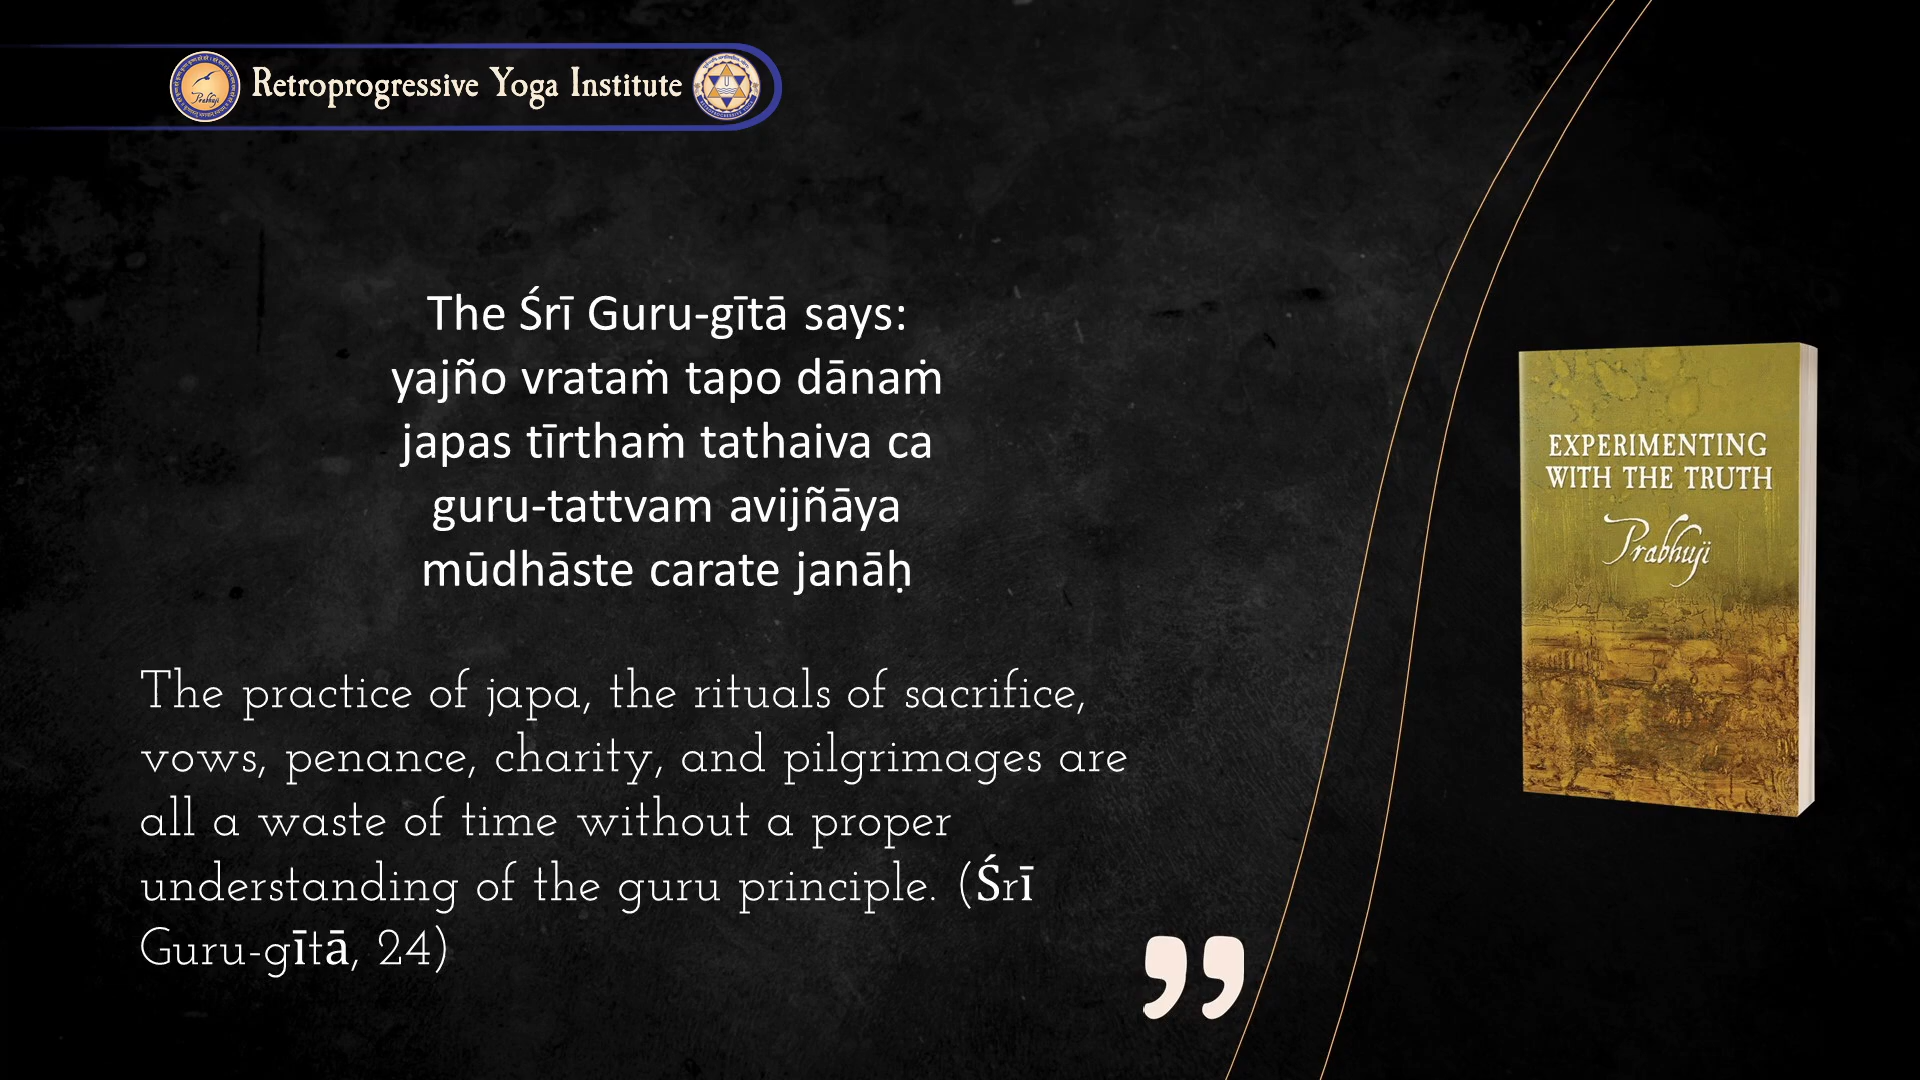 Retroprogressive Yoga Institute
Prabhuji
The Śrī Guru-gītā says:
yajño vrataṁ tapo dānaṁ
japas tīrthaṁ tathaiva ca
guru-tattvam avijñāya
mūdhāste carate janāḥ
The practice of japa, the rituals of sacrifice,
vows, penance, charity, and pilgrimages are
all a waste of time without a proper
understanding of the guru principle. (Śrī
Guru-gītā, 24)
”
EXPERIMENTING
WITH THE TRUTH
Prabhuji